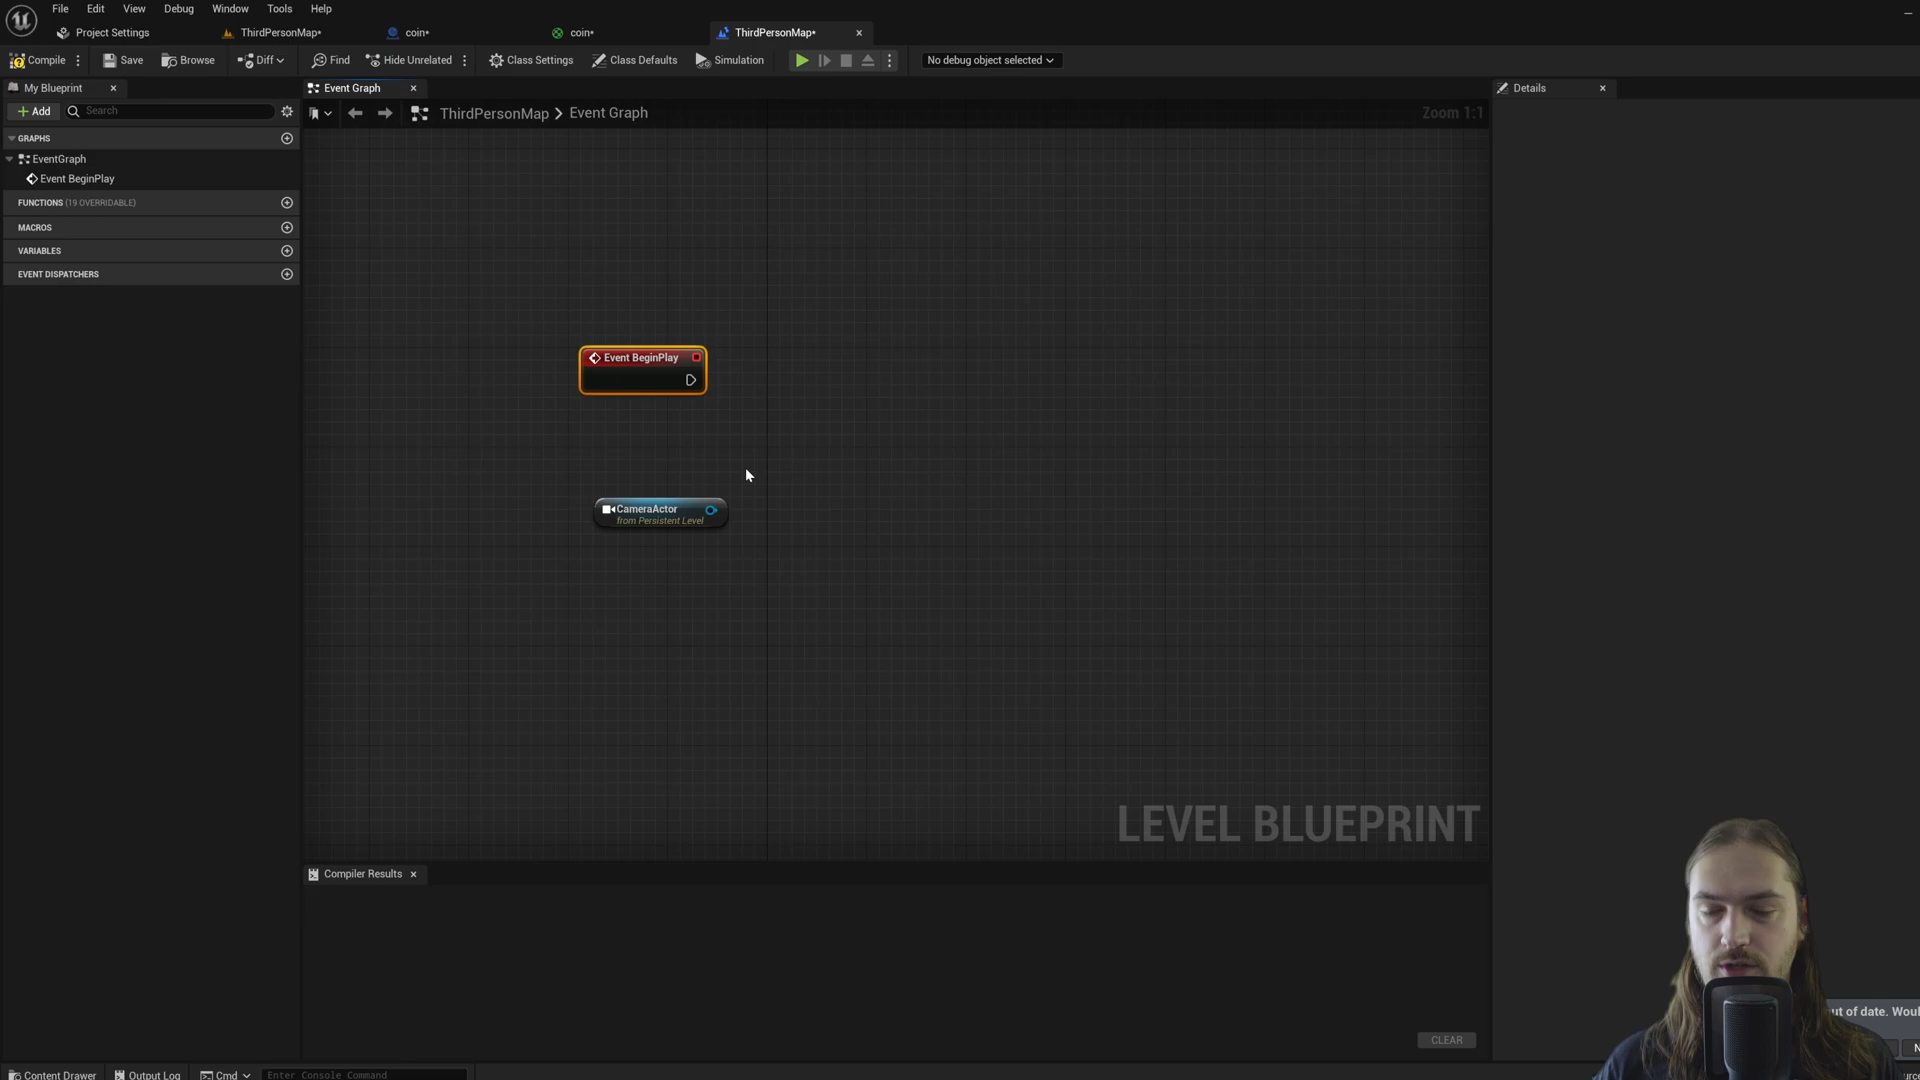 File Edit View Debug Window Tools Help
Project Settings ThirdPersonMap* coin* coin* ThirdPersonMap*
Compile Save Browse Diff Find Hide Unrelated Class Settings Class Defaults Simulation No debug object selected
My Blueprint
Event Graph
Details
+ Add Search
ThirdPersonMap > Event Graph
Zoom 1:1
GRAPHS
EventGraph
Event BeginPlay
FUNCTIONS (19 OVERRIDABLE)
MACROS
VARIABLES
EVENT DISPATCHERS
Event BeginPlay
CameraActor
from Persistent Level
LEVEL BLUEPRINT
Compiler Results
out of date. Woul
CLEAR
N
Content Drawer Output Log Cmd Enter Console Command